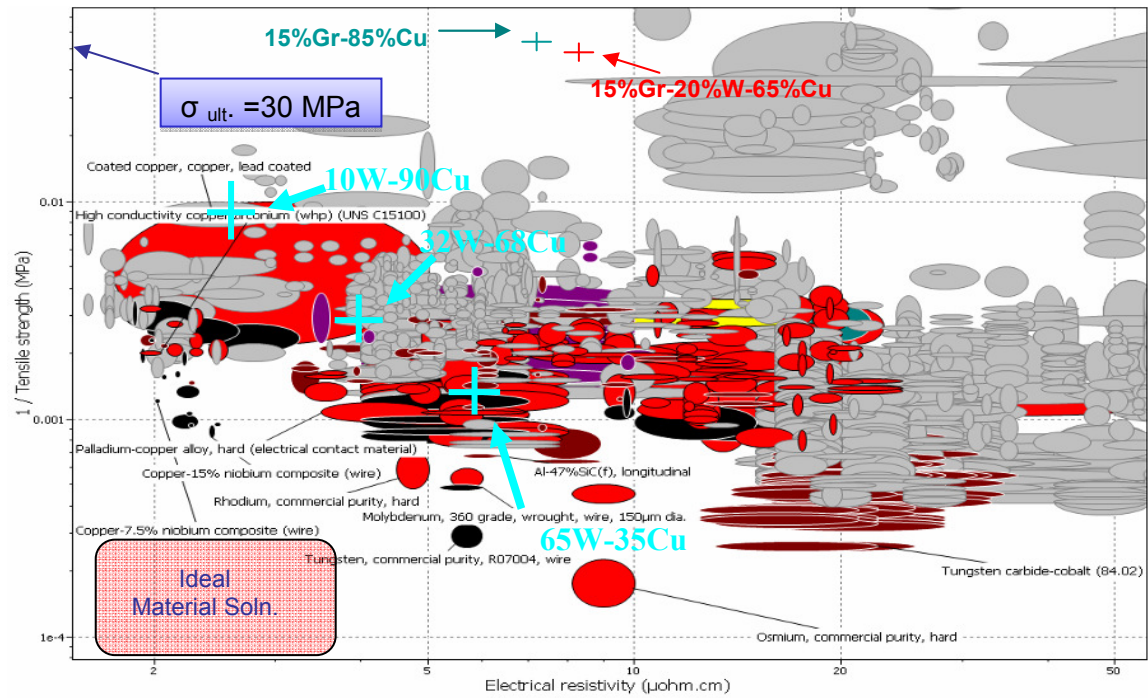 15%Gr-85%Cu
15%Gr-20%W-65%Cu
σ ult. =30 MPa
Coated copper, copper, lead coated
10W-90Cu
0.01
High conductivity copper-zirconium (whp) (UNS C15100)
32W-68Cu
1 / Tensile strength (MPa)
0.001
Palladium-copper alloy, hard (electrical contact material)
Al-47%SiC(f), longitudinal
Copper-15% niobium composite (wire)
Rhodium, commercial purity, hard
Molybdenum, 360 grade, wrought, wire, 150µm dia.
Copper-7.5% niobium composite (wire)
65W-35Cu
Tungsten, commercial purity, R07004, wire
Tungsten carbide-cobalt (84.02)
Ideal
Material Soln.
1e-4
Osmium, commercial purity, hard
2 5 10 20 50
Electrical resistivity (µohm.cm)